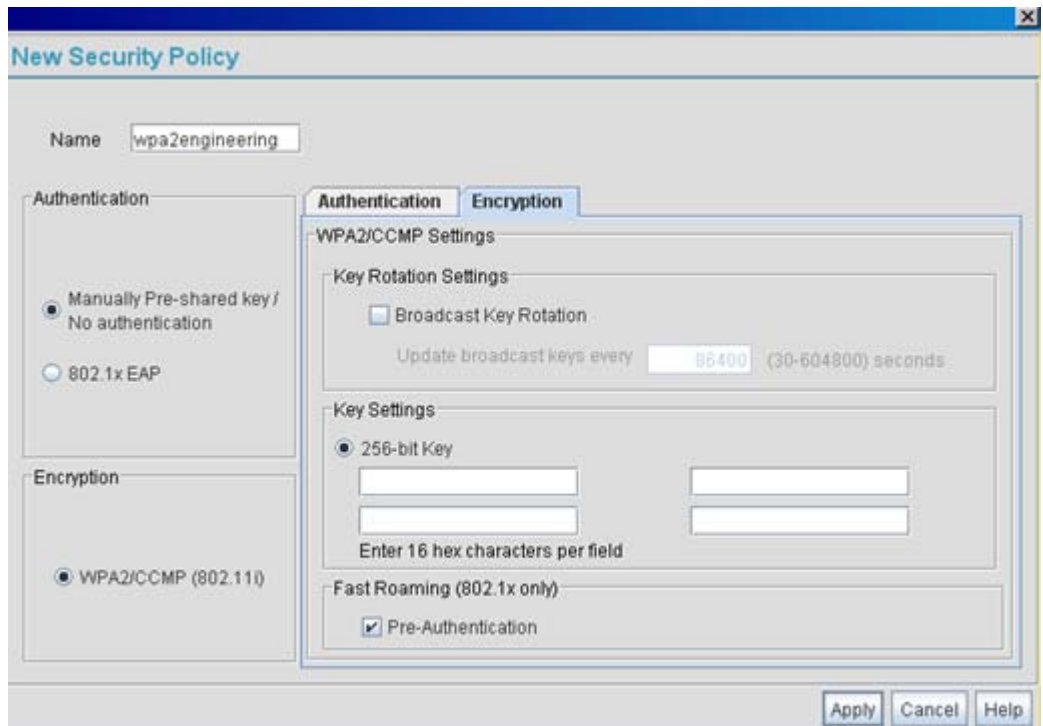 New Security Policy
Name wpa2engineering
Authentication
Manually Pre-shared key /
No authentication
802.1x EAP
Encryption
WPA2/CCMP (802.11i)
Authentication Encryption
WPA2/CCMP Settings
Key Rotation Settings
Broadcast Key Rotation
Update broadcast keys every 86400 (30-604800) seconds
Key Settings
256-bit Key
Enter 16 hex characters per field
Fast Roaming (802.1x only)
Pre-Authentication
Apply Cancel Help